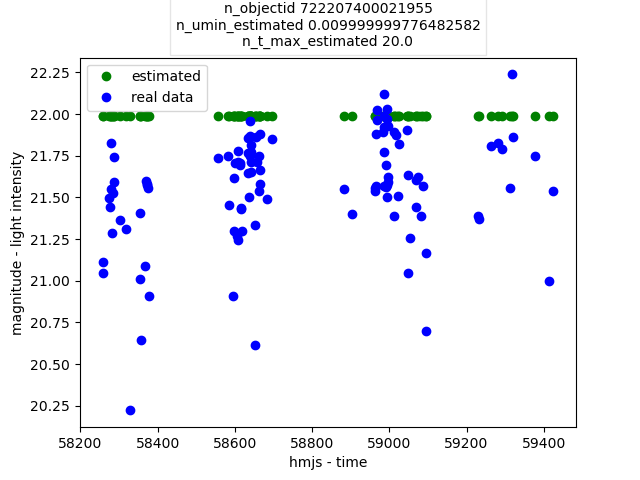 n_objectid 722207400021955
n_umin_estimated 0.009999999776482582
n_t_max_estimated 20.0
estimated
real data
22.25
22.00
21.75
21.50
21.25
21.00
20.75
20.50
20.25
magnitude - light intensity
58200 58400 58600 58800 59000 59200 59400
hmjs - time